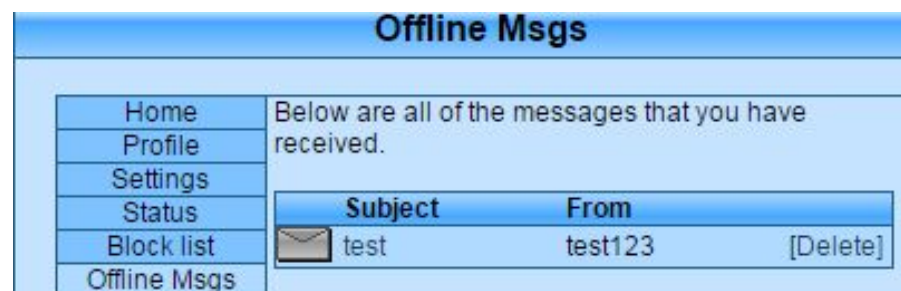 Offline Msgs
Home
Profile
Settings
Status
Block list
Offline Msgs
Below are all of the messages that you have
received.
Subject From
test test123 [Delete]